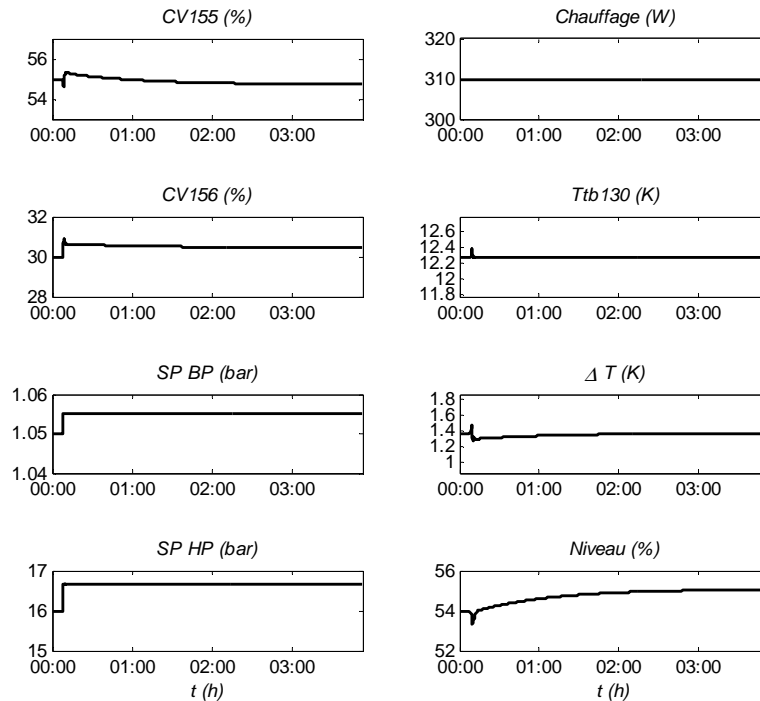 CV155 (%)
56
54
00:00 01:00 02:00 03:00
Chauffage (W)
320
310
300
00:00 01:00 02:00 03:00
CV156 (%)
32
30
28
00:00 01:00 02:00 03:00
Ttb130 (K)
12.6
12.4
12.2
12
11.8
00:00 01:00 02:00 03:00
SP BP (bar)
1.06
1.05
1.04
00:00 01:00 02:00 03:00
Δ T (K)
1.8
1.6
1.4
1.2
1
00:00 01:00 02:00 03:00
SP HP (bar)
17
16
15
00:00 01:00 02:00 03:00
t (h)
Niveau (%)
56
54
52
00:00 01:00 02:00 03:00
t (h)